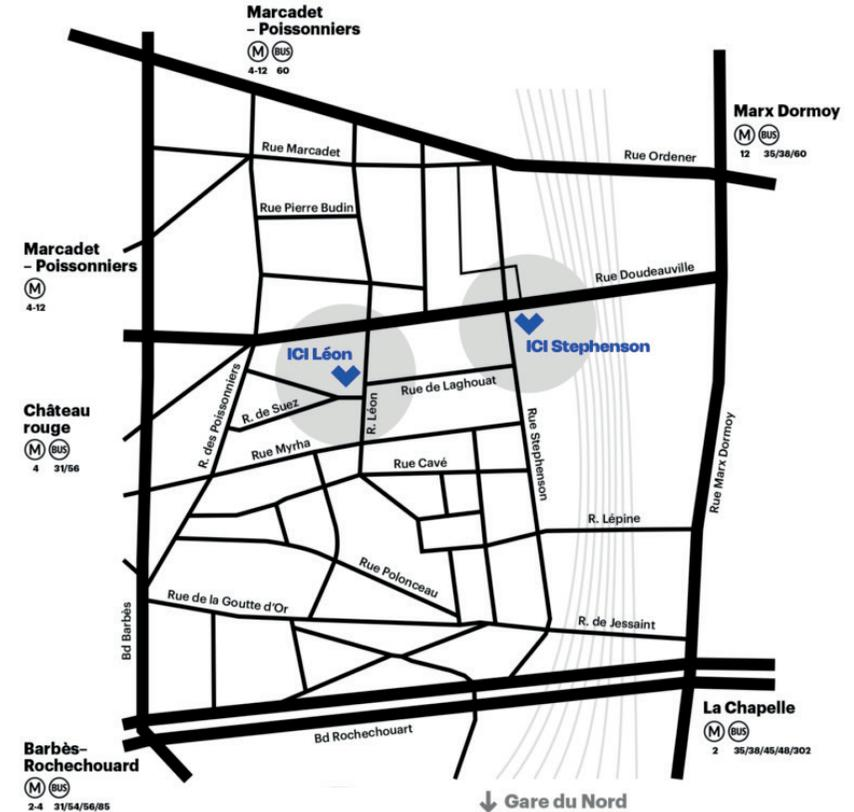 Marcadet
– Poissonniers
M BUS
4-12 60
Marx Dormoy
M BUS
12 35/38/60
Rue Marcadet
Rue Ordener
Rue Pierre Budin
Marcadet
– Poissonniers
M
4-12
Rue Doudeauville
ICI Léon
ICI Stephenson
Château
rouge
M BUS
4 31/56
R. des Poissonniers
R. de Suez
R. Léon
Rue de Laghouat
Rue Myrha
Rue Cavé
Rue Stephenson
Rue Marx Dormoy
R. Lépine
Rue Polonceau
Rue de la Goutte d'Or
R. de Jessaint
Bd Barbès
Bd Rochechouart
La Chapelle
M BUS
2 35/38/45/48/302
Barbès–
Rochechouard
M BUS
2-4 31/54/56/85
Gare du Nord